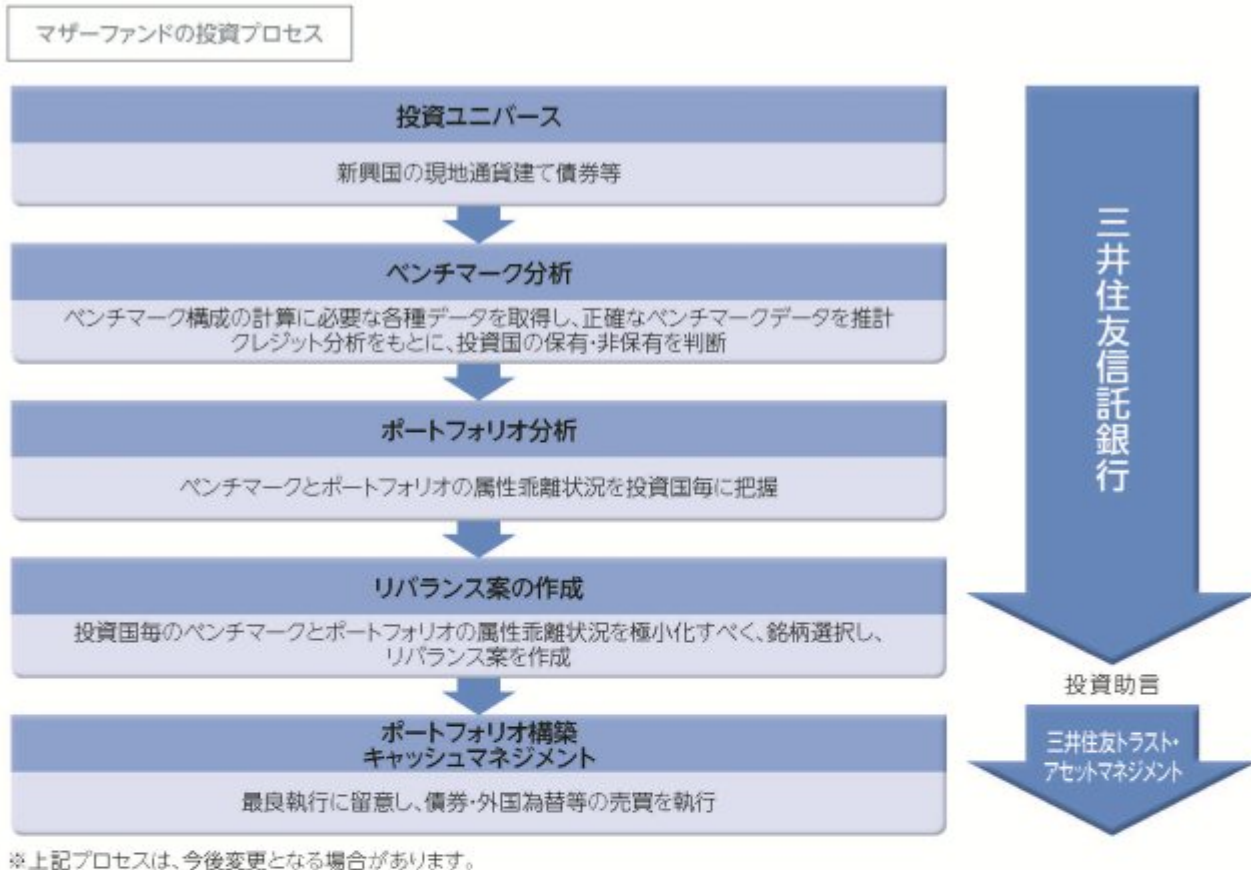 マザーファンドの投資プロセス
投資ユニバース
新興国の現地通貨建て債券等
ベンチマーク分析
ベンチマーク構成の計算に必要な各種データを取得し、正確なベンチマークデータを推計
クレジット分析をもとに、投資国の保有・非保有を判断
ポートフォリオ分析
ベンチマークとポートフォリオの属性乖離状況を投資国毎に把握
リバランス案の作成
投資国毎のベンチマークとポートフォリオの属性乖離状況を極小化すべく、銘柄選択し、
リバランス案を作成
ポートフォリオ構築
キャッシュマネジメント
最良執行に留意し、債券・外国為替等の売買を執行
三井住友信託銀行
投資助言
三井住友トラスト・
アセットマネジメント
※上記プロセスは、今後変更となる場合があります。